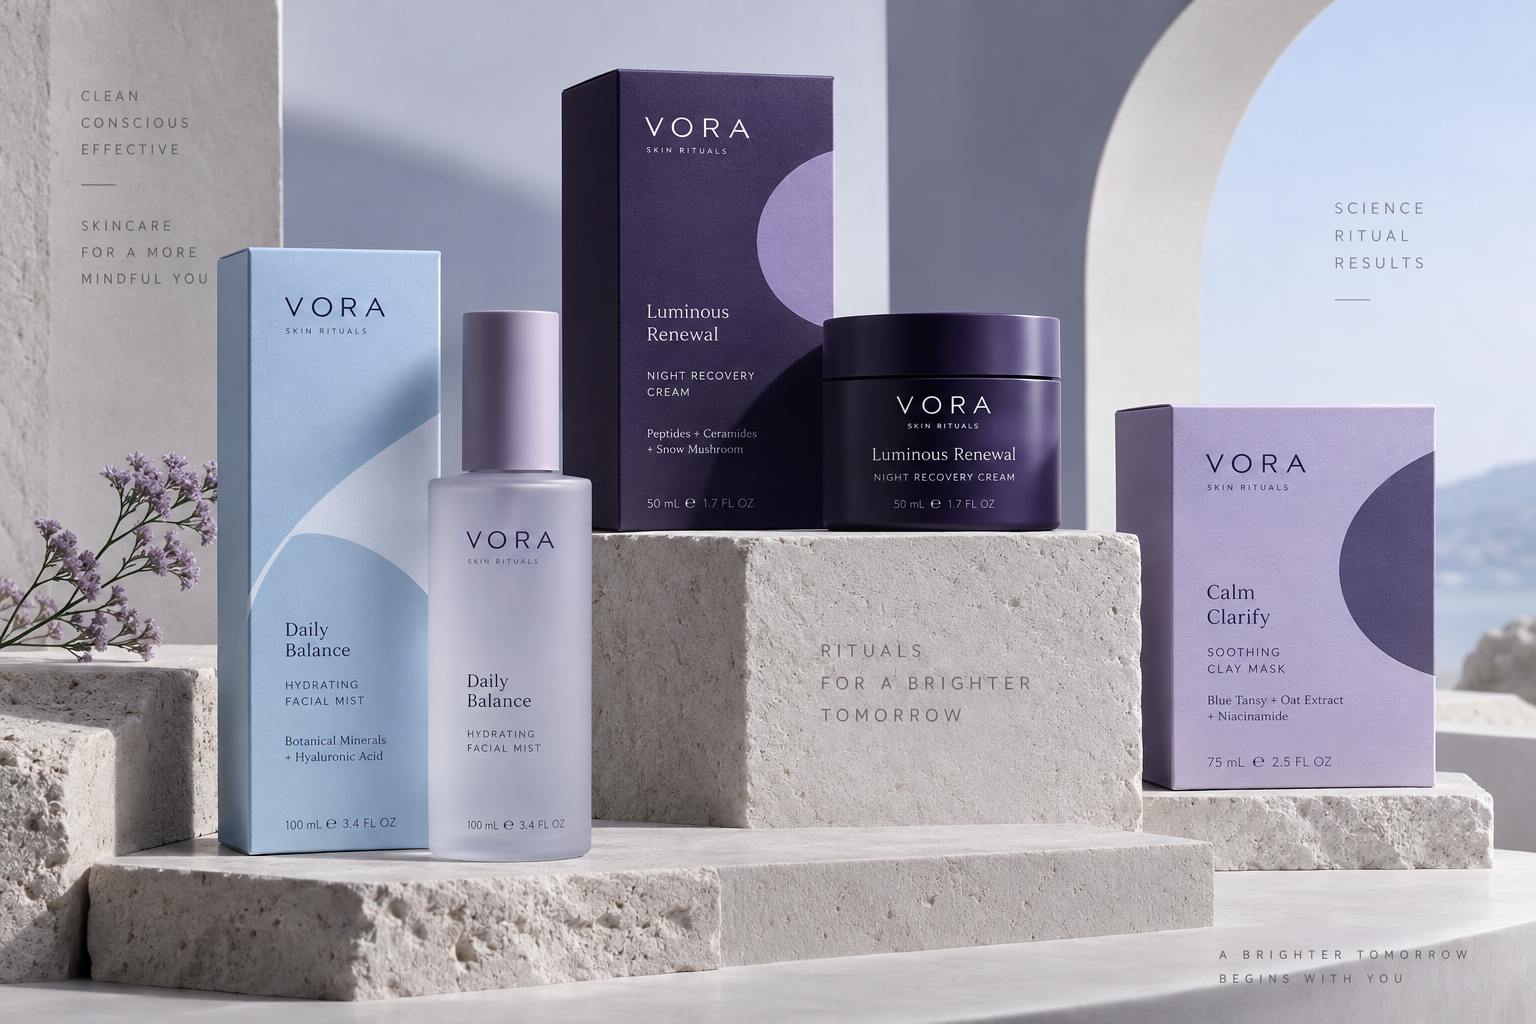 CLEAN
CONSCIOUS
EFFECTIVE
SKINCARE
FOR A MORE
MINDFUL YOU
VORA
SKIN RITUALS
Daily
Balance
HYDRATING
FACIAL MIST
Botanical Minerals
+ Hyaluronic Acid
100 mL ℮ 3.4 FL OZ
VORA
SKIN RITUALS
Daily
Balance
HYDRATING
FACIAL MIST
100 mL ℮ 3.4 FL OZ
VORA
SKIN RITUALS
Luminous
Renewal
NIGHT RECOVERY
CREAM
Peptides + Ceramides
+ Snow Mushroom
50 mL ℮ 1.7 FL OZ
VORA
SKIN RITUALS
Luminous Renewal
NIGHT RECOVERY CREAM
50 mL ℮ 1.7 FL OZ
RITUALS
FOR A BRIGHTER
TOMORROW
SCIENCE
RITUAL
RESULTS
VORA
SKIN RITUALS
Calm
Clarify
SOOTHING
CLAY MASK
Blue Tansy + Oat Extract
+ Niacinamide
75 mL ℮ 2.5 FL OZ
A BRIGHTER TOMORROW
BEGINS WITH YOU